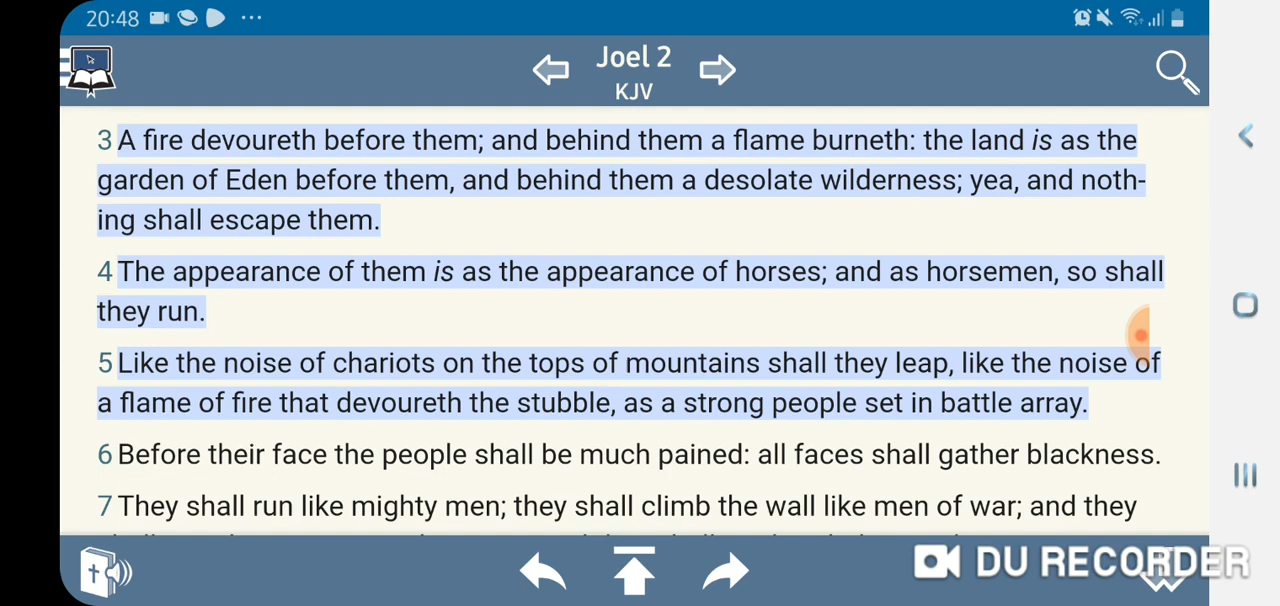 20:48
Joel 2
KJV
3 A fire devoureth before them; and behind them a flame burneth: the land is as the
garden of Eden before them, and behind them a desolate wilderness; yea, and noth-
ing shall escape them.
4 The appearance of them is as the appearance of horses; and as horsemen, so shall
they run.
5 Like the noise of chariots on the tops of mountains shall they leap, like the noise of
a flame of fire that devoureth the stubble, as a strong people set in battle array.
6 Before their face the people shall be much pained: all faces shall gather blackness.
7 They shall run like mighty men; they shall climb the wall like men of war; and they
DU RECORDER